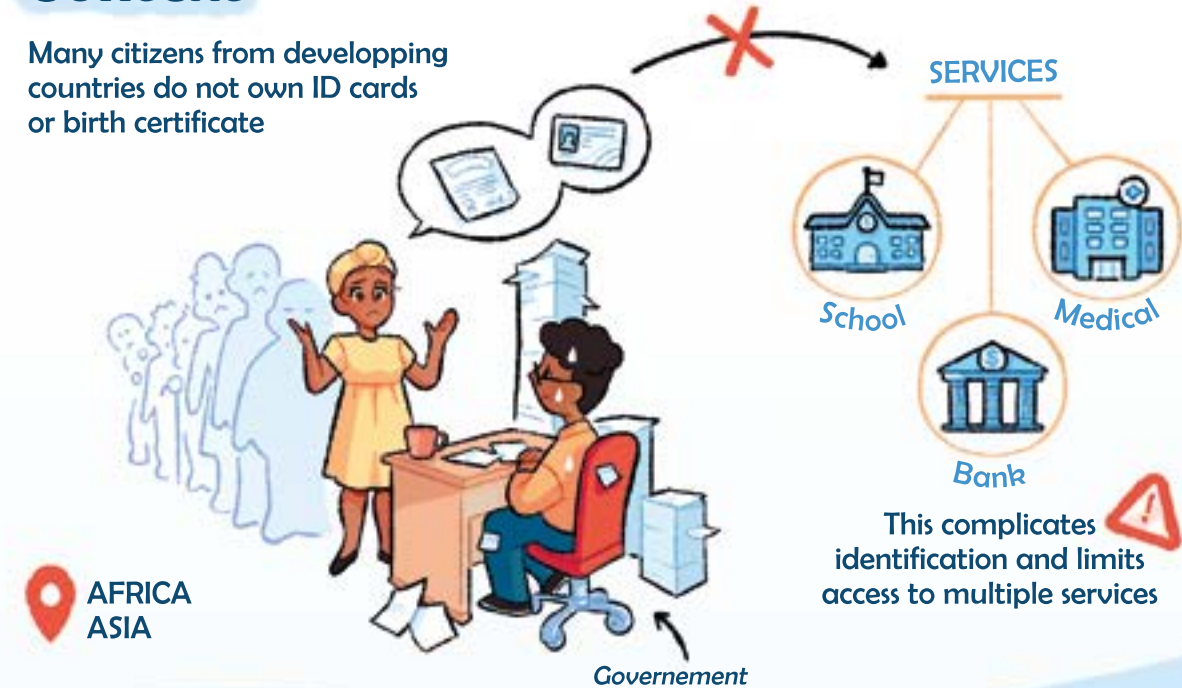 Many citizens from developping
countries do not own ID cards
or birth certificate
SERVICES
School
Medical
Bank
This complicates
identification and limits
access to multiple services
AFRICA
ASIA
Governement